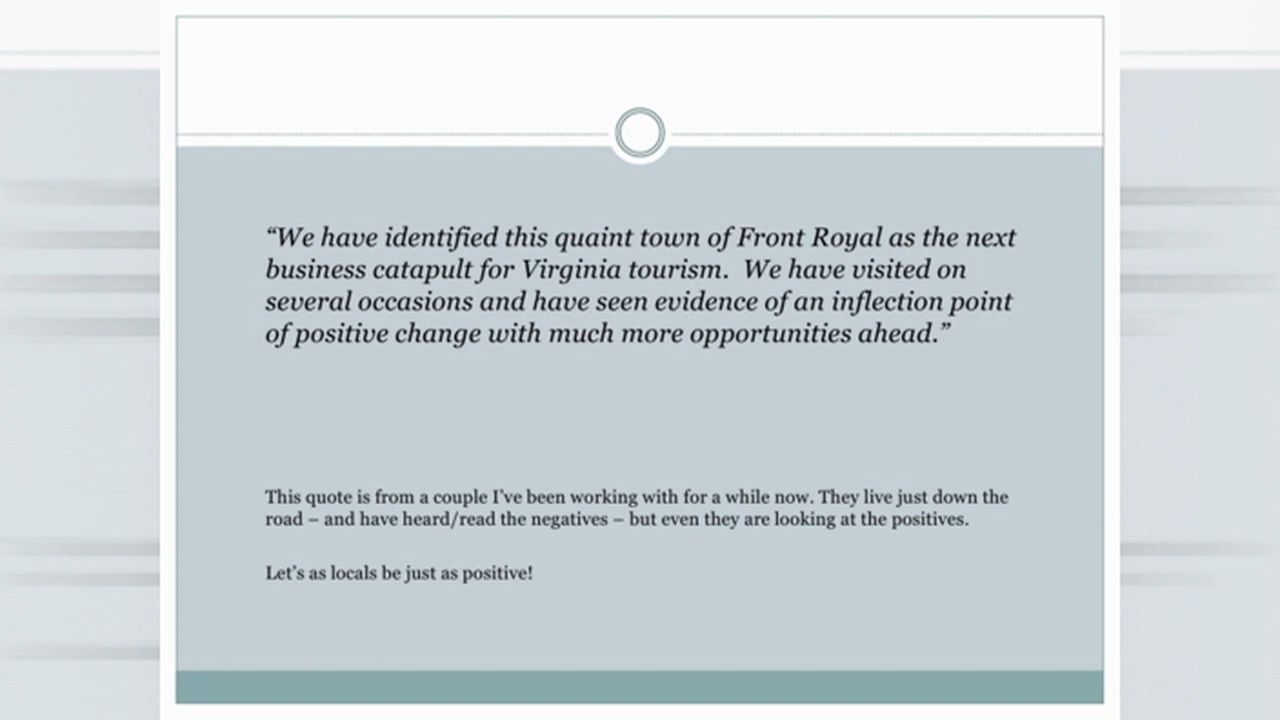 “We have identified this quaint town of Front Royal as the next
business catapult for Virginia tourism.  We have visited on
several occasions and have seen evidence of an inflection point
of positive change with much more opportunities ahead.”
This quote is from a couple I’ve been working with for a while now. They live just down the
road – and have heard/read the negatives – but even they are looking at the positives.
Let’s as locals be just as positive!